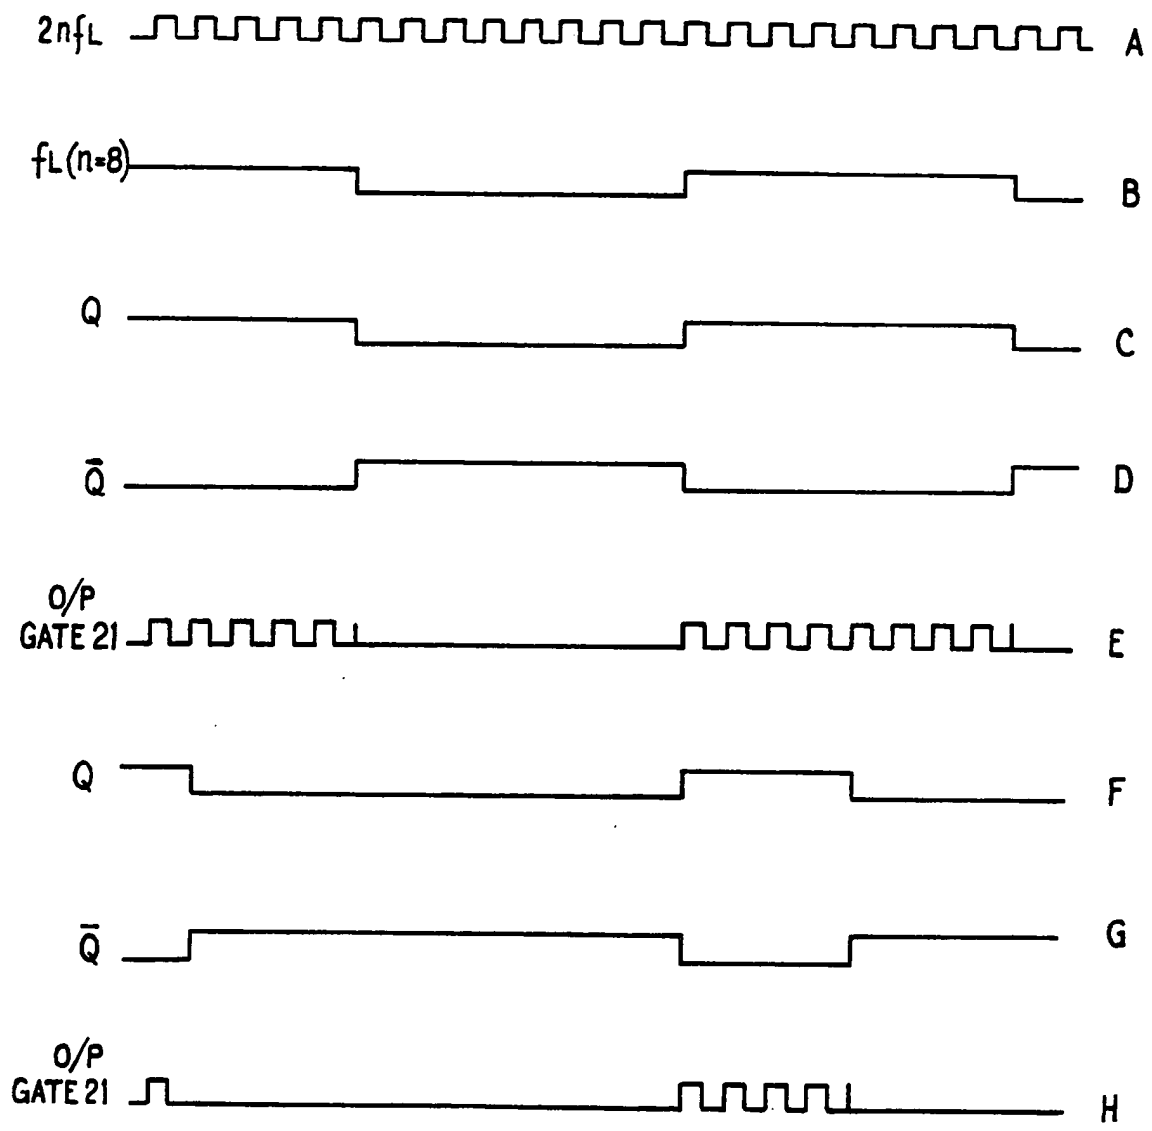 2nfL A
fL(n=8) B
Q C
Q̄ D
O/P
GATE 21 E
Q F
Q̄ G
O/P
GATE 21 H